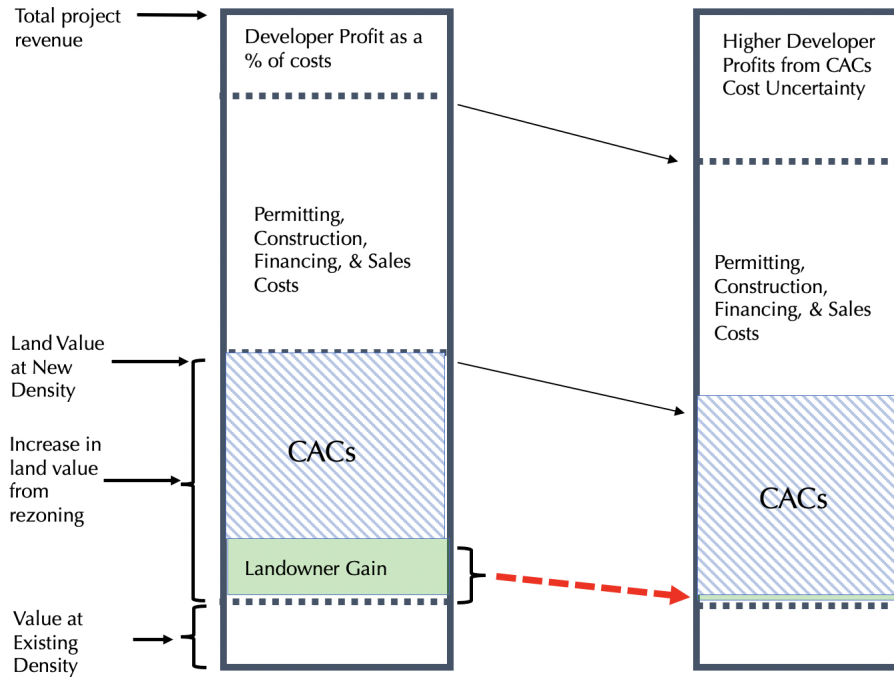 Total project
revenue
Developer Profit as a
% of costs
Higher Developer
Profits from CACs
Cost Uncertainty
Permitting,
Construction,
Financing, & Sales
Costs
Permitting,
Construction,
Financing, & Sales
Costs
Land Value
at New
Density
Increase in
land value
from
rezoning
CACs
CACs
Landowner Gain
Value at
Existing
Density